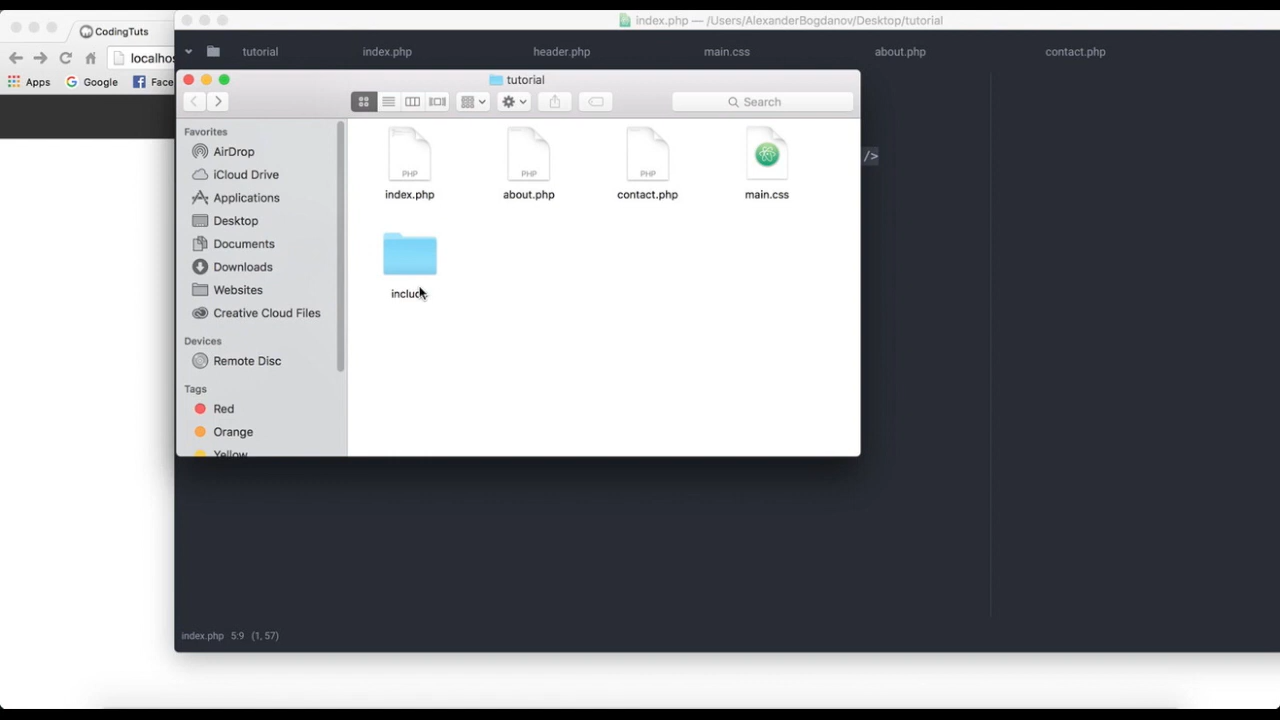 index.php — /Users/AlexanderBogdanov/Desktop/tutorial
CodingTuts
tutorial
index.php
header.php
main.css
about.php
contact.php
Apps
Google
tutorial
Search
Favorites
AirDrop
iCloud Drive
Applications
Desktop
Documents
Downloads
Websites
Creative Cloud Files
Devices
Remote Disc
Tags
Red
Orange
Yellow
PHP
index.php
PHP
about.php
PHP
contact.php
main.css
/>
index.php 5:9 (1, 57)